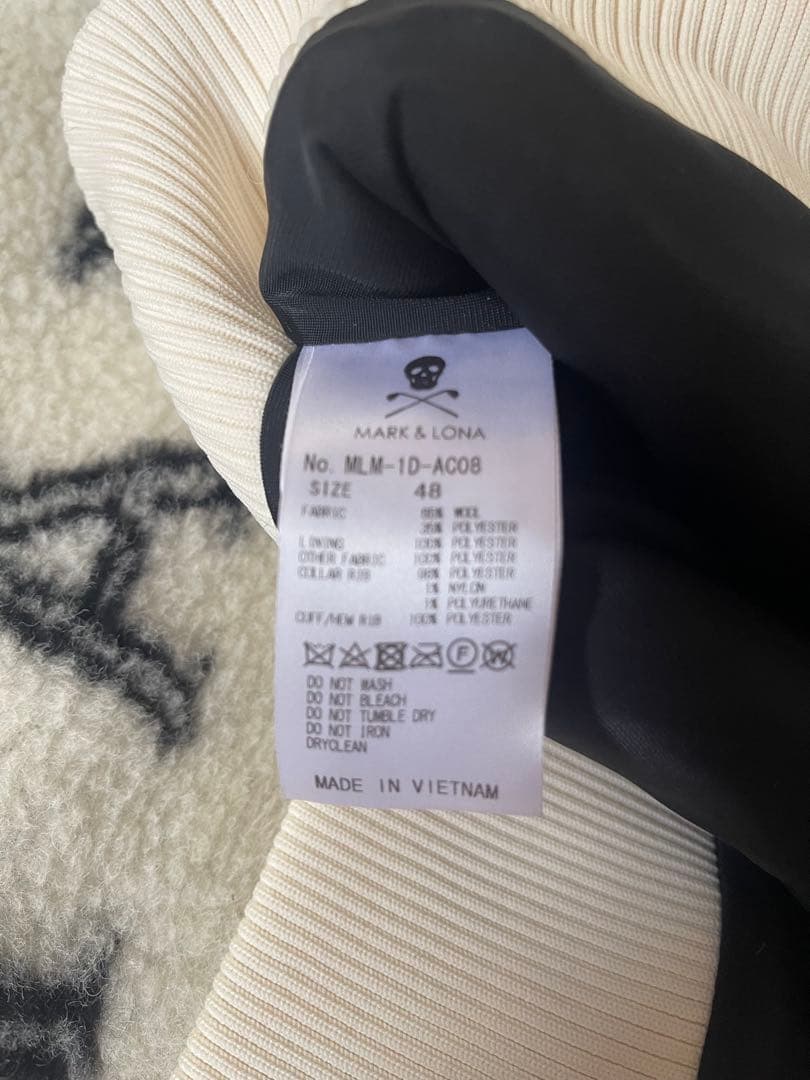 MARK & LONA
No. MLM-1D-AC08
SIZE 48
FABRIC 65% WOOL
35% POLYESTER
LINING 100% POLYESTER
OTHER FABRIC 100% POLYESTER
COLLAR RIB 98% POLYESTER
1% NYLON
1% POLYURETHANE
CUFF/HEM RIB 100% POLYESTER
F W
DO NOT WASH
DO NOT BLEACH
DO NOT TUMBLE DRY
DO NOT IRON
DRYCLEAN
MADE IN VIETNAM